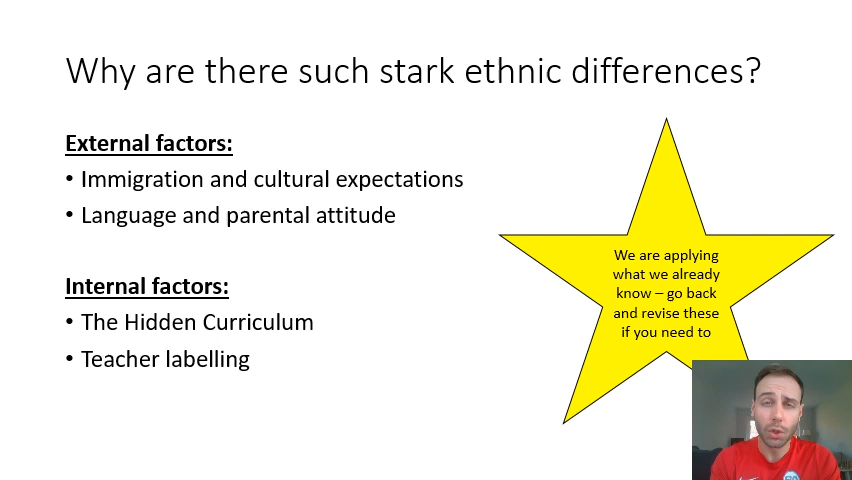 Why are there such stark ethnic differences?
External factors:
• Immigration and cultural expectations
• Language and parental attitude
Internal factors:
• The Hidden Curriculum
• Teacher labelling
We are applying
what we already
know – go back
and revise these
if you need to